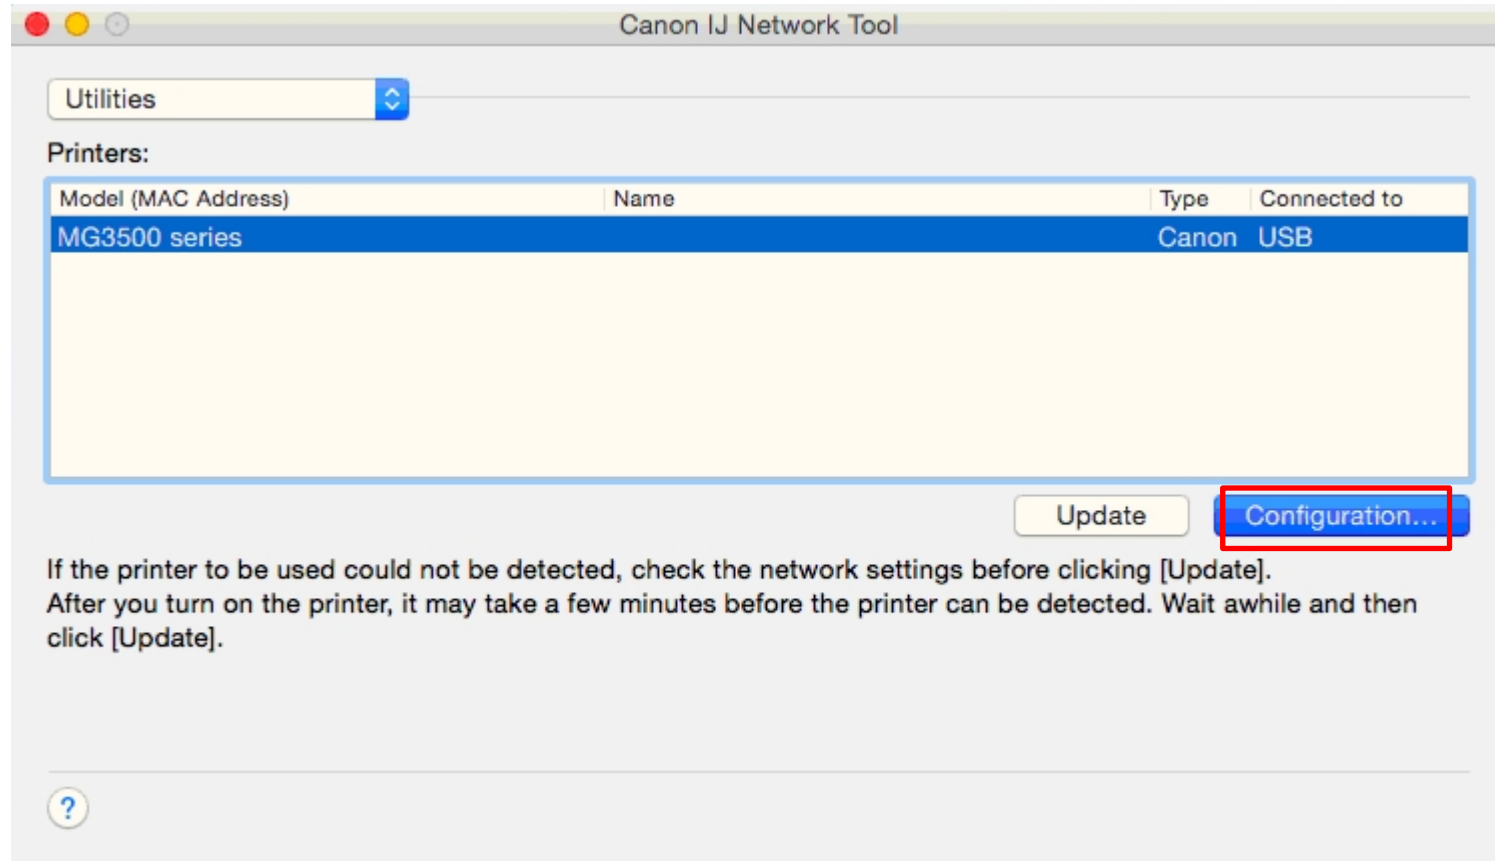 Canon IJ Network Tool
Utilities
Printers:
Model (MAC Address) Name Type Connected to
MG3500 series Canon USB
Update Configuration...
If the printer to be used could not be detected, check the network settings before clicking [Update].
After you turn on the printer, it may take a few minutes before the printer can be detected. Wait awhile and then
click [Update].
?